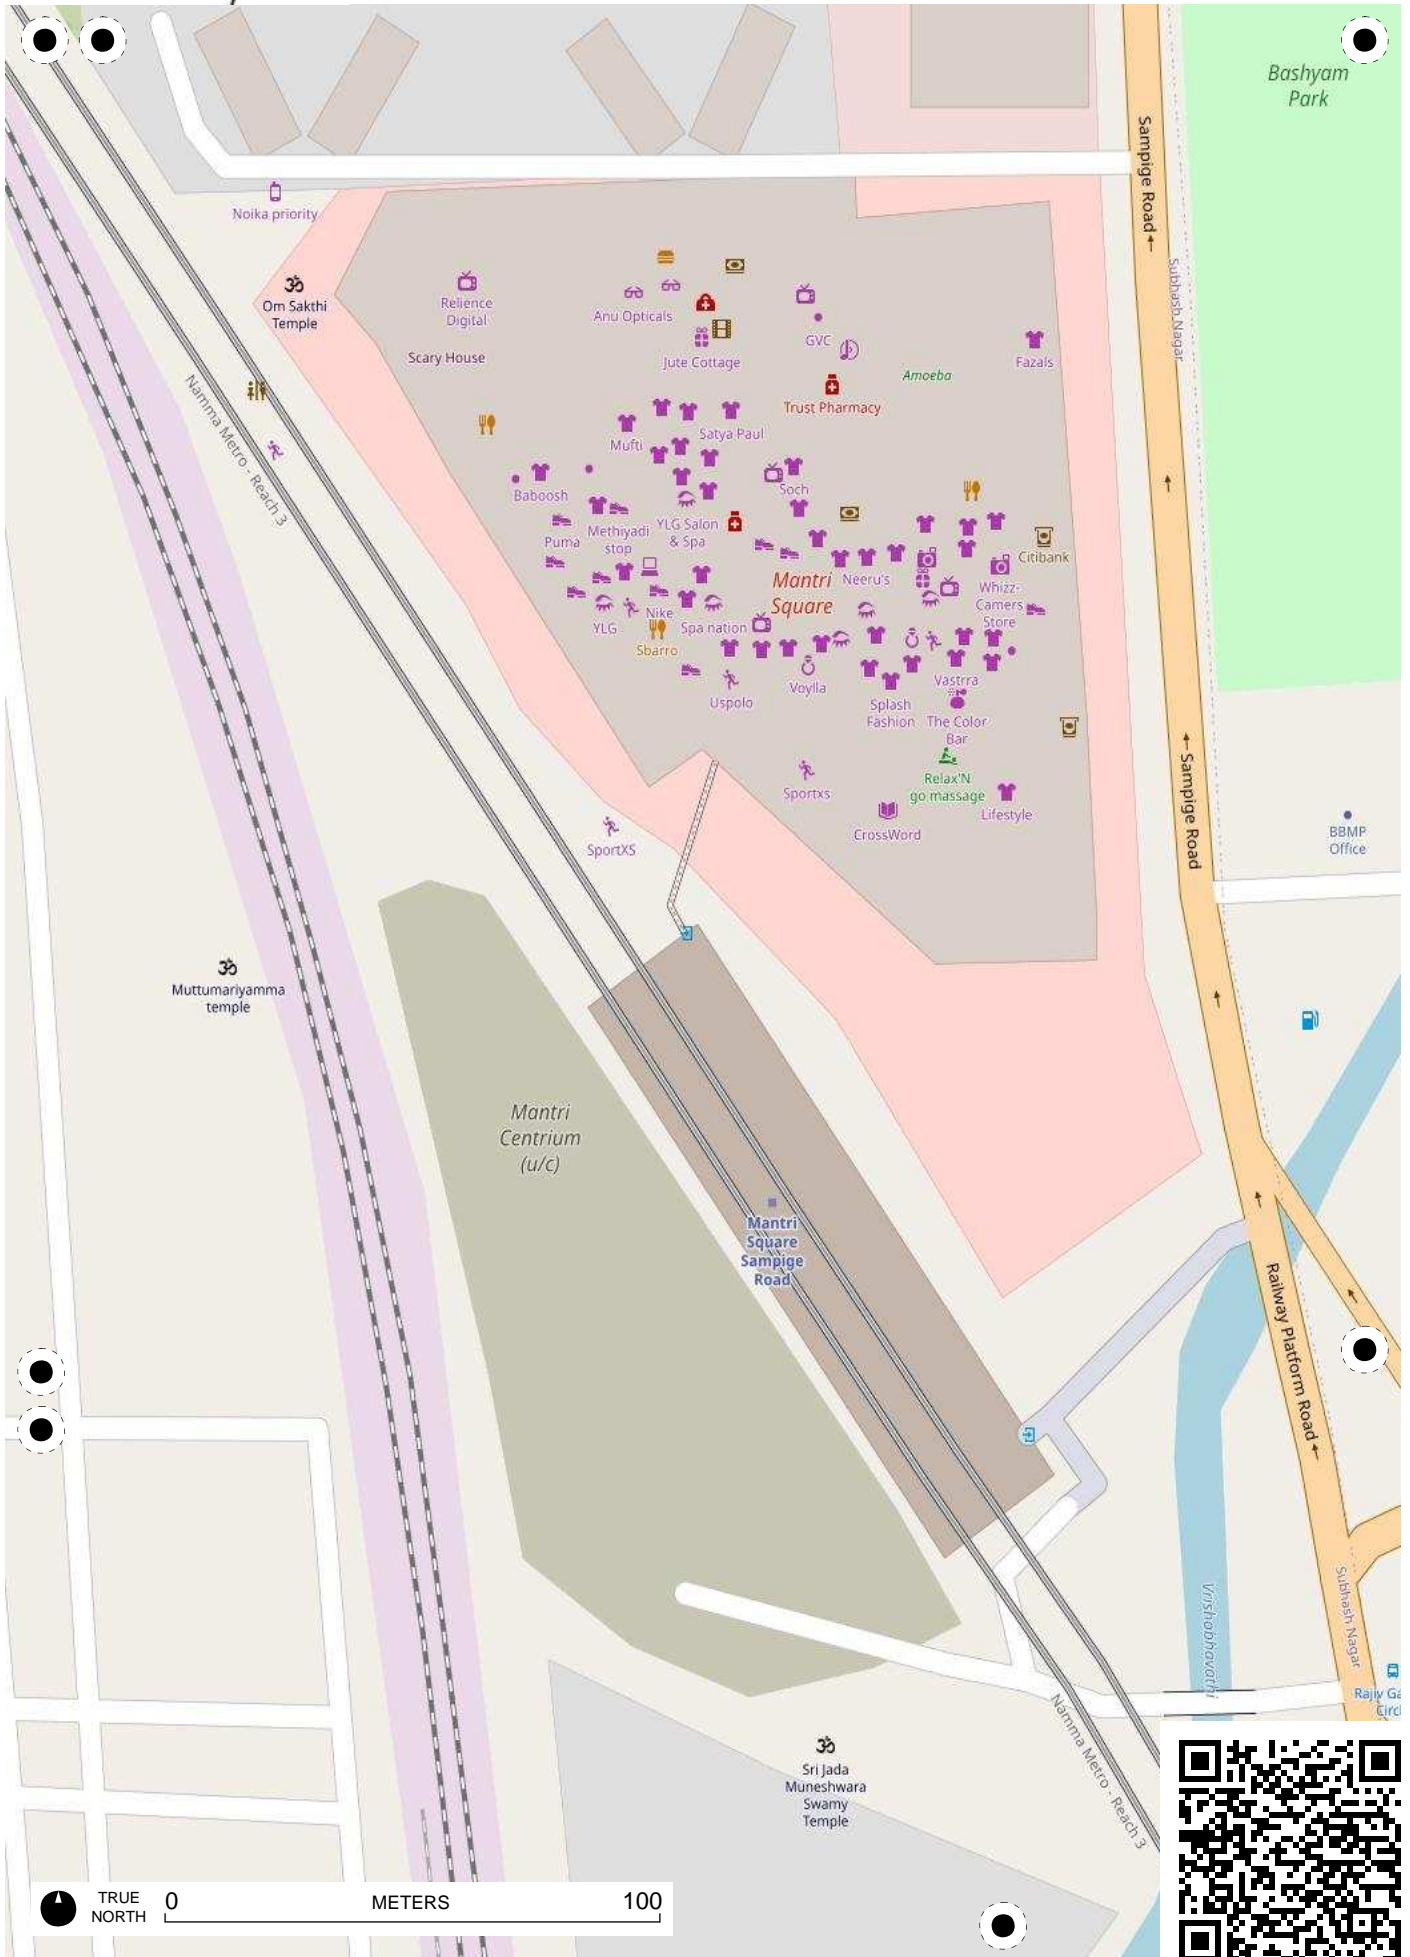 Bashyam
Park
Sampige Road
Subhash Nagar
Noika priority
Om Sakthi
Temple
Relience
Digital
Anu Opticals
Scary House
Jute Cottage
GVC
Fazals
Amoeba
Trust Pharmacy
Namma Metro - Reach 3
Mufti
Satya Paul
Baboosh
Soch
Puma
Methiyadi
stop
YLG Salon
& Spa
Citibank
Mantri
Square
Neeru's
Whizz-
Camers
Store
YLG
Nike
Spa nation
Sbarro
Uspolo
Voylla
Vastrra
Splash
Fashion
The Color
Bar
Relax'N
go massage
Sportxs
CrossWord
Lifestyle
Sampige Road
SportXS
BBMP
Office
Muttumariyamma
temple
Mantri
Centrium
(u/c)
Mantri
Square
Sampige
Road
Railway Platform Road
Subhash Nagar
Vrishabhavathi
Rajiv Ga
Circl
Namma Metro - Reach 3
Sri Jada
Muneshwara
Swamy
Temple
TRUE
NORTH
0 METERS 100